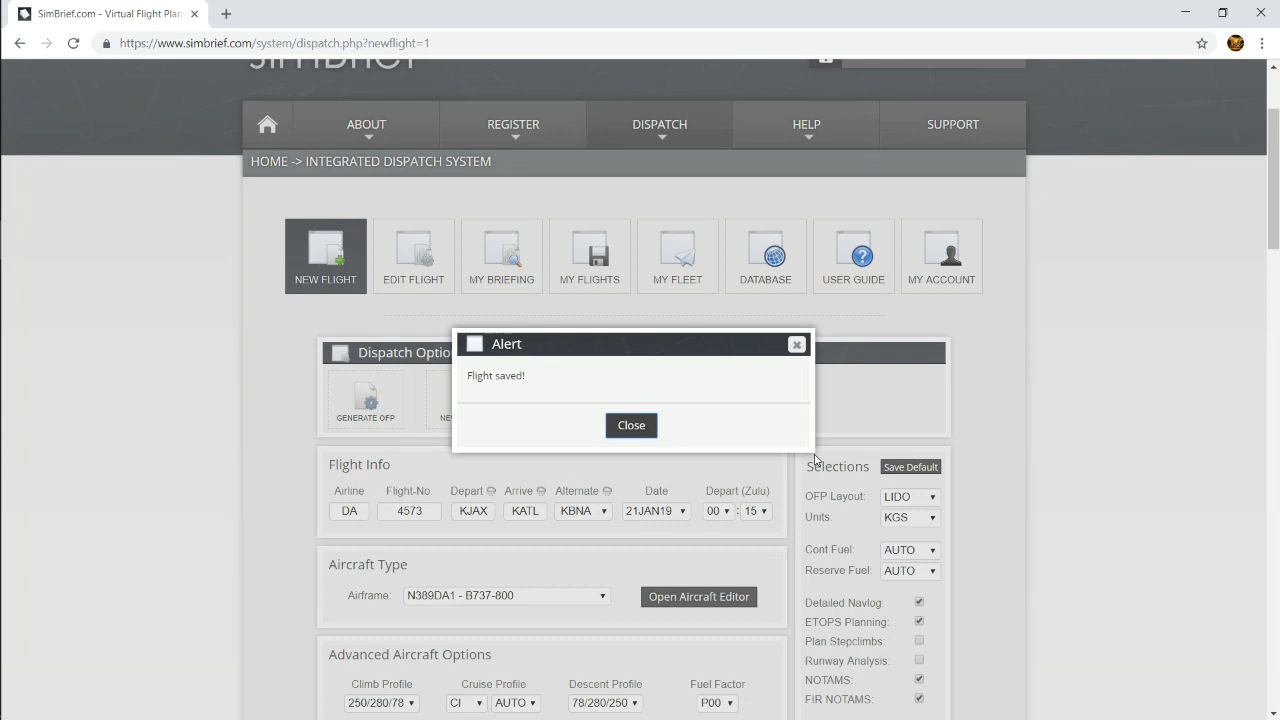 SimBrief.com - Virtual Flight Plan
https://www.simbrief.com/system/dispatch.php?newflight=1
ABOUT REGISTER DISPATCH HELP SUPPORT
HOME -> INTEGRATED DISPATCH SYSTEM
NEW FLIGHT EDIT FLIGHT MY BRIEFING MY FLIGHTS MY FLEET DATABASE USER GUIDE MY ACCOUNT
Alert
Flight saved!
Close
Dispatch Optio
GENERATE OFP NE
Flight Info
Airline Flight-No. Depart Arrive Alternate Date Depart (Zulu)
DA 4573 KJAX KATL KBNA 21JAN19 00 : 15
Aircraft Type
Airframe: N389DA1 - B737-800 Open Aircraft Editor
Advanced Aircraft Options
Climb Profile Cruise Profile Descent Profile Fuel Factor
250/280/78 CI AUTO 78/280/250 P00
Selections Save Default
OFP Layout: LIDO
Units: KGS
Cont Fuel: AUTO
Reserve Fuel: AUTO
Detailed Navlog:
ETOPS Planning:
Plan Stepclimbs:
Runway Analysis:
NOTAMS:
FIR NOTAMS: